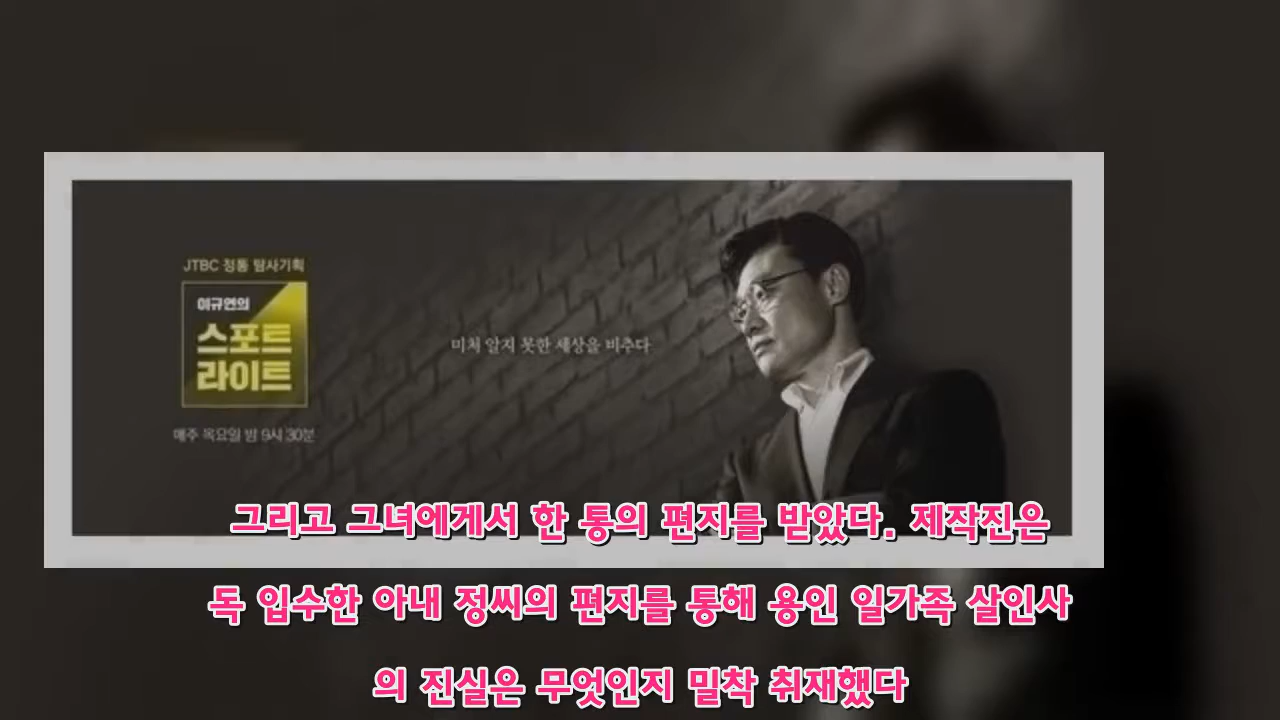 JTBC 정통 탐사기획
이규연의
스포트
라이트
미처 알지 못한 세상을 비추다
매주 목요일 밤 9시 30분
그리고 그녀에게서 한 통의 편지를 받았다. 제작진은
독 입수한 아내 정씨의 편지를 통해 용인 일가족 살인사
의 진실은 무엇인지 밀착 취재했다